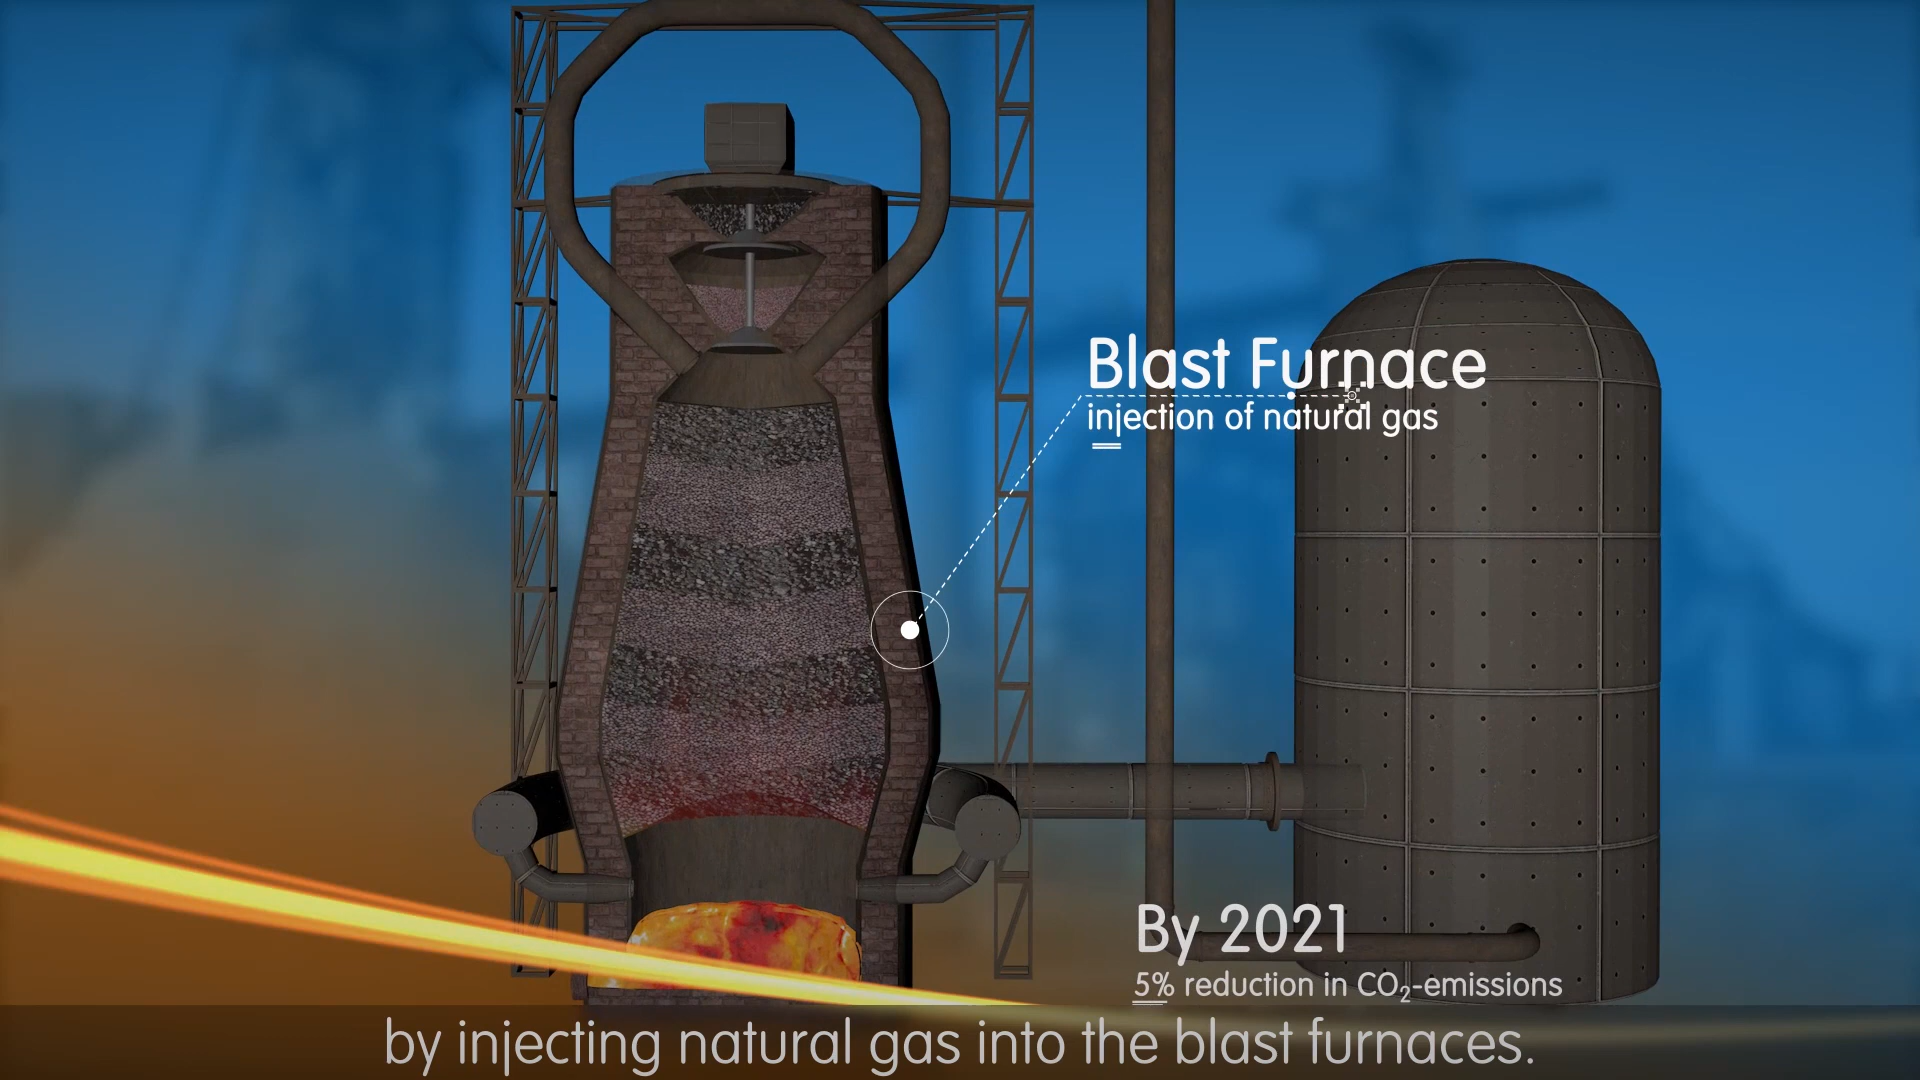 Blast Furnace
injection of natural gas
By 2021
5% reduction in CO₂-emissions
by injecting natural gas into the blast furnaces.